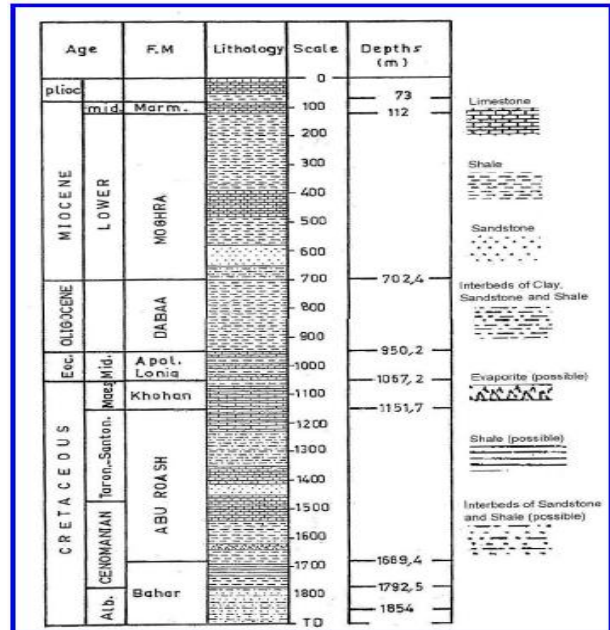 Age F.M Lithology Scale Depths (m)
plioc
MIOCENE
mid.
LOWER
Marm.
MOGHRA
OLIGOCENE
DABAA
Eoc.
Mid.
Apol.
Lonia
CRETACEOUS
Maes
Khohan
Turon.-Santon.
ABU ROASH
CENOMANIAN
Alb.
Bahar
0
100
200
300
400
500
600
700
800
900
1000
1100
1200
1300
1400
1500
1600
1700
1800
TD
73
112
702,4
950,2
1067,2
1151,7
1689,4
1792,5
1854
Limestone
Shale
Sandstone
Interbeds of Clay,
Sandstone and Shale
Evaporite (possible)
Shale (possible)
Interbeds of Sandstone
and Shale (possible)